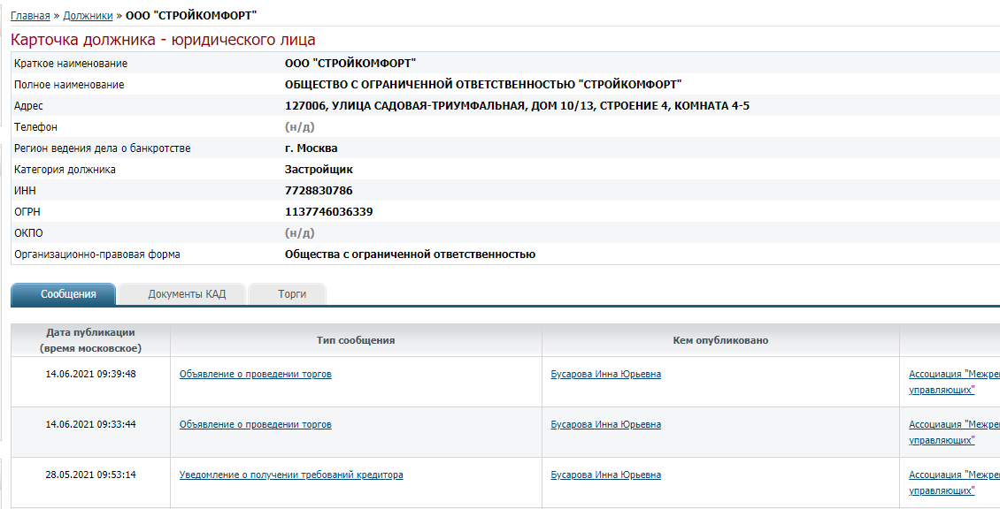 Главная » Должники » ООО "СТРОЙКОМФОРТ"
Карточка должника - юридического лица
Краткое наименование ООО "СТРОЙКОМФОРТ"
Полное наименование ОБЩЕСТВО С ОГРАНИЧЕННОЙ ОТВЕТСТВЕННОСТЬЮ "СТРОЙКОМФОРТ"
Адрес 127006, УЛИЦА САДОВАЯ-ТРИУМФАЛЬНАЯ, ДОМ 10/13, СТРОЕНИЕ 4, КОМНАТА 4-5
Телефон (н/д)
Регион ведения дела о банкротстве г. Москва
Категория должника Застройщик
ИНН 7728830786
ОГРН 1137746036339
ОКПО (н/д)
Организационно-правовая форма Общества с ограниченной ответственностью
Сообщения Документы КАД Торги
Дата публикации
(время московское) Тип сообщения Кем опубликовано
14.06.2021 09:39:48 Объявление о проведении торгов Бусарова Инна Юрьевна Ассоциация "Межре
управляющих"
14.06.2021 09:33:44 Объявление о проведении торгов Бусарова Инна Юрьевна Ассоциация "Межре
управляющих"
28.05.2021 09:53:14 Уведомление о получении требований кредитора Бусарова Инна Юрьевна Ассоциация "Межре
управляющих"